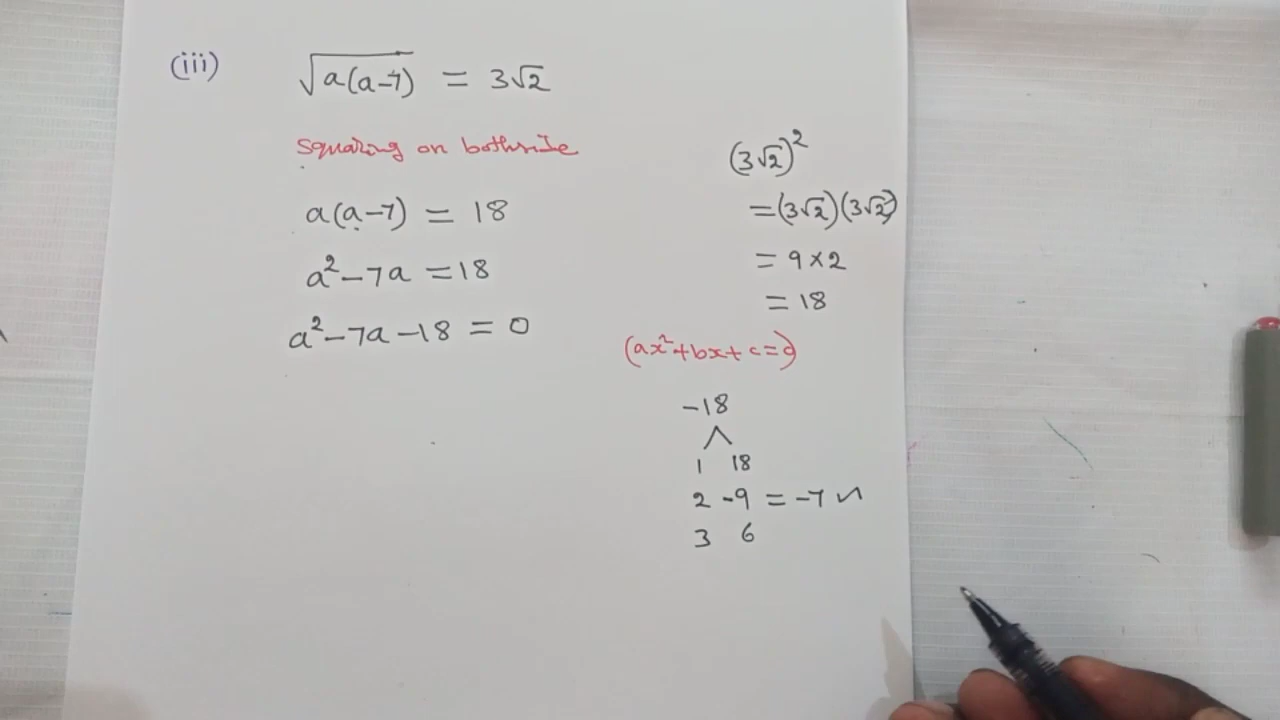 (iii) √a(a-7) = 3√2
squaring on bothside
a(a-7) = 18
a²-7a = 18
a²-7a-18 = 0
(3√2)²
= (3√2)(3√2)
= 9×2
= 18
(ax²+bx+c=0)
-18
1 18
2 -9 = -7 ✓
3 6